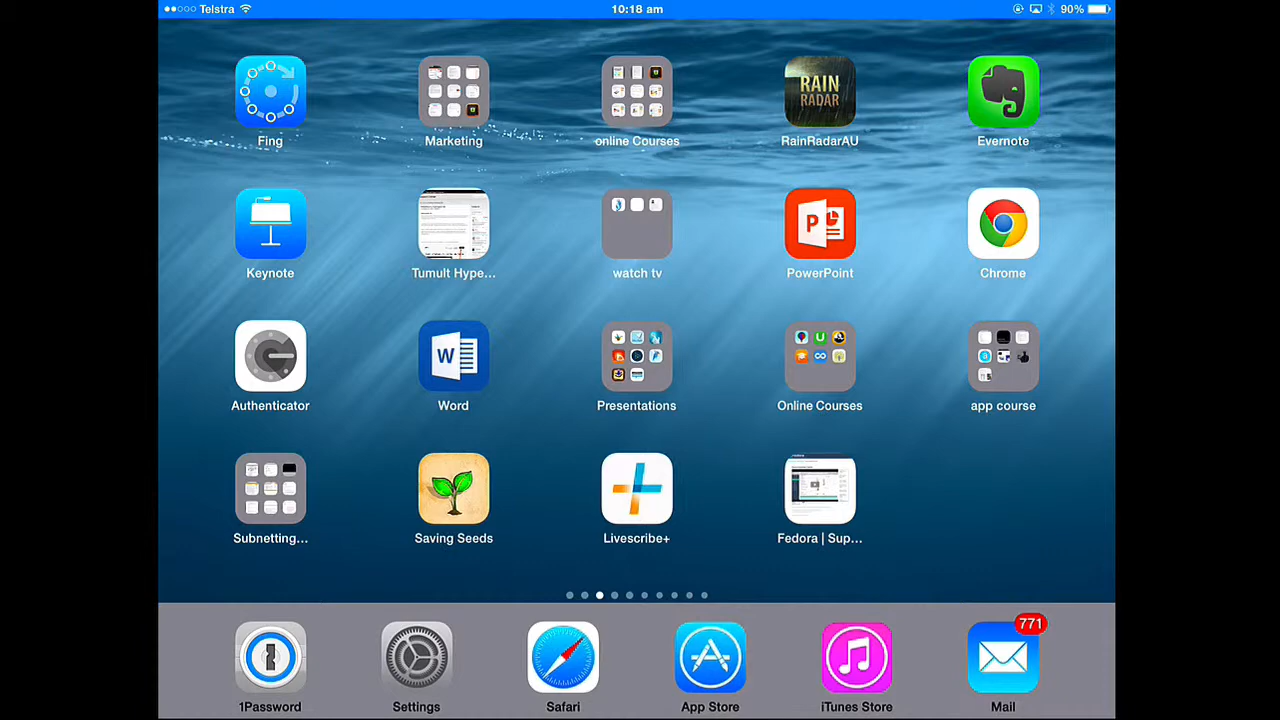 Telstra 10:18 am 90%
RAIN
RADAR
Fing Marketing online Courses RainRadarAU Evernote
P
Keynote Tumult Hype... watch tv PowerPoint Chrome
W
Authenticator Word Presentations Online Courses app course
Subnetting... Saving Seeds Livescribe+ Fedora | Sup...
771
1Password Settings Safari App Store iTunes Store Mail